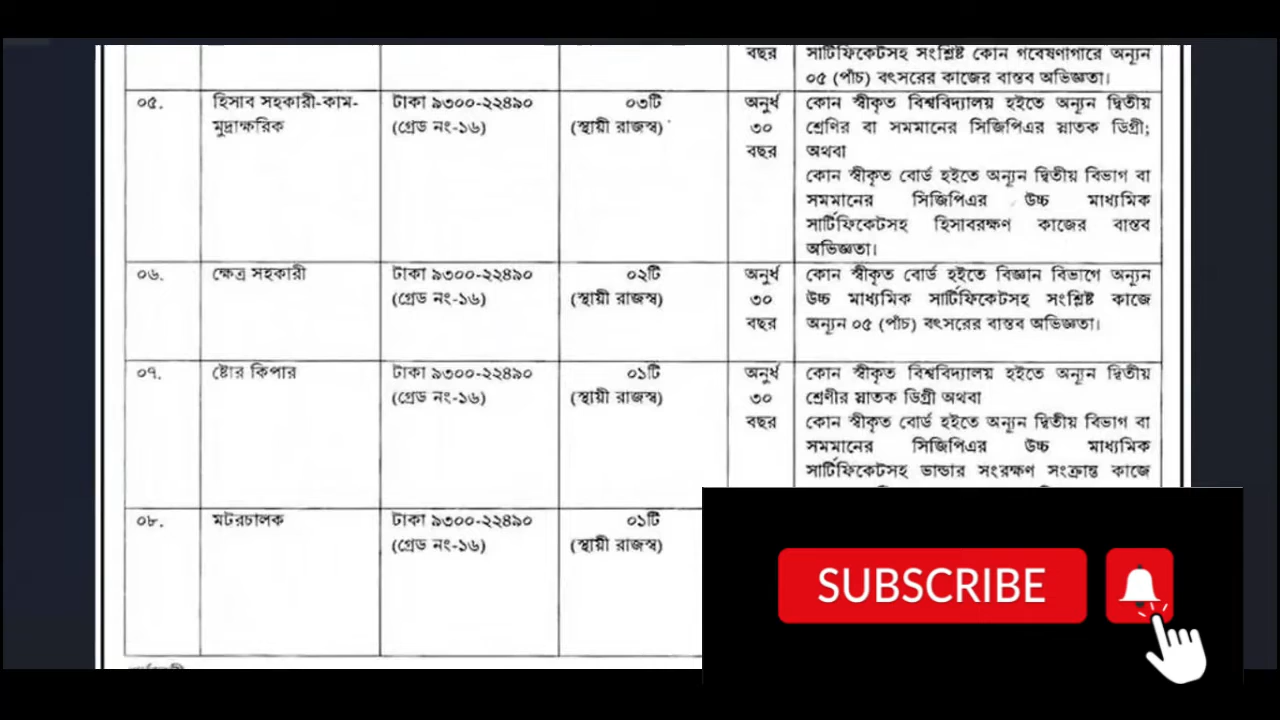 বছর
সার্টিফিকেটসহ সংশ্লিষ্ট কোন গবেষণাগারে অন্যূন
০৫ (পাঁচ) বৎসরের কাজের বাস্তব অভিজ্ঞতা।
০৫.
হিসাব সহকারী-কাম-
মুদ্রাক্ষরিক
টাকা ৯৩০০-২২৪৯০
(গ্রেড নং-১৬)
০৩টি
(স্থায়ী রাজস্ব)
অনুর্ধ
৩০
বছর
কোন স্বীকৃত বিশ্ববিদ্যালয় হইতে অন্যূন দ্বিতীয়
শ্রেণির বা সমমানের সিজিপিএর স্নাতক ডিগ্রী;
অথবা
কোন স্বীকৃত বোর্ড হইতে অন্যূন দ্বিতীয় বিভাগ বা
সমমানের সিজিপিএর উচ্চ মাধ্যমিক
সার্টিফিকেটসহ হিসাবরক্ষণ কাজের বাস্তব
অভিজ্ঞতা।
০৬.
ক্ষেত্র সহকারী
টাকা ৯৩০০-২২৪৯০
(গ্রেড নং-১৬)
০২টি
(স্থায়ী রাজস্ব)
অনুর্ধ
৩০
বছর
কোন স্বীকৃত বোর্ড হইতে বিজ্ঞান বিভাগে অন্যূন
উচ্চ মাধ্যমিক সার্টিফিকেটসহ সংশ্লিষ্ট কাজে
অন্যূন ০৫ (পাঁচ) বৎসরের বাস্তব অভিজ্ঞতা।
০৭.
ষ্টোর কিপার
টাকা ৯৩০০-২২৪৯০
(গ্রেড নং-১৬)
০১টি
(স্থায়ী রাজস্ব)
অনুর্ধ
৩০
বছর
কোন স্বীকৃত বিশ্ববিদ্যালয় হইতে অন্যূন দ্বিতীয়
শ্রেণীর স্নাতক ডিগ্রী অথবা
কোন স্বীকৃত বোর্ড হইতে অন্যূন দ্বিতীয় বিভাগ বা
সমমানের সিজিপিএর উচ্চ মাধ্যমিক
সার্টিফিকেটসহ ভান্ডার সংরক্ষণ সংক্রান্ত কাজে
০৮.
মটরচালক
টাকা ৯৩০০-২২৪৯০
(গ্রেড নং-১৬)
০১টি
(স্থায়ী রাজস্ব)
SUBSCRIBE